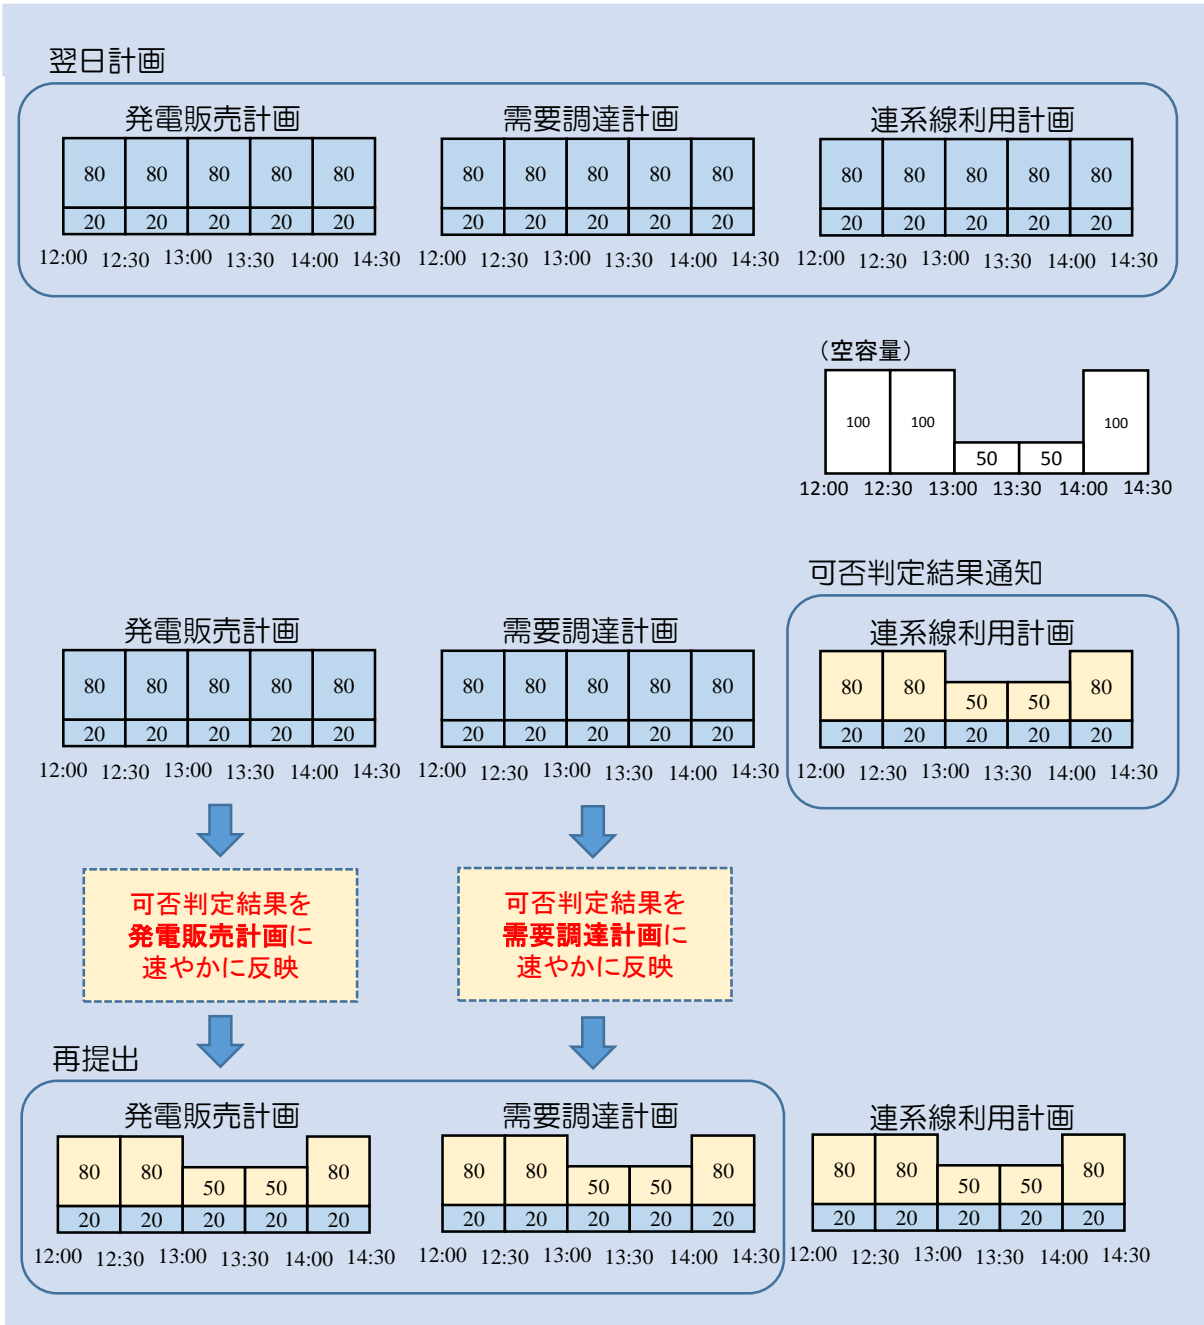 翌日計画
発電販売計画 需要調達計画 連系線利用計画
80 80 80 80 80 80 80 80 80 80 80 80 80 80 80
20 20 20 20 20 20 20 20 20 20 20 20 20 20 20
12:00 12:30 13:00 13:30 14:00 14:30 12:00 12:30 13:00 13:30 14:00 14:30 12:00 12:30 13:00 13:30 14:00 14:30
（空容量）
100 100 50 50 100
12:00 12:30 13:00 13:30 14:00 14:30
可否判定結果通知
発電販売計画 需要調達計画 連系線利用計画
80 80 80 80 80 80 80 80 80 80 80 80 50 50 80
20 20 20 20 20 20 20 20 20 20 20 20 20 20 20
12:00 12:30 13:00 13:30 14:00 14:30 12:00 12:30 13:00 13:30 14:00 14:30 12:00 12:30 13:00 13:30 14:00 14:30
可否判定結果を
発電販売計画に
速やかに反映
可否判定結果を
需要調達計画に
速やかに反映
再提出
発電販売計画 需要調達計画 連系線利用計画
80 80 50 50 80 80 80 50 50 80 80 80 50 50 80
20 20 20 20 20 20 20 20 20 20 20 20 20 20 20
12:00 12:30 13:00 13:30 14:00 14:30 12:00 12:30 13:00 13:30 14:00 14:30 12:00 12:30 13:00 13:30 14:00 14:30